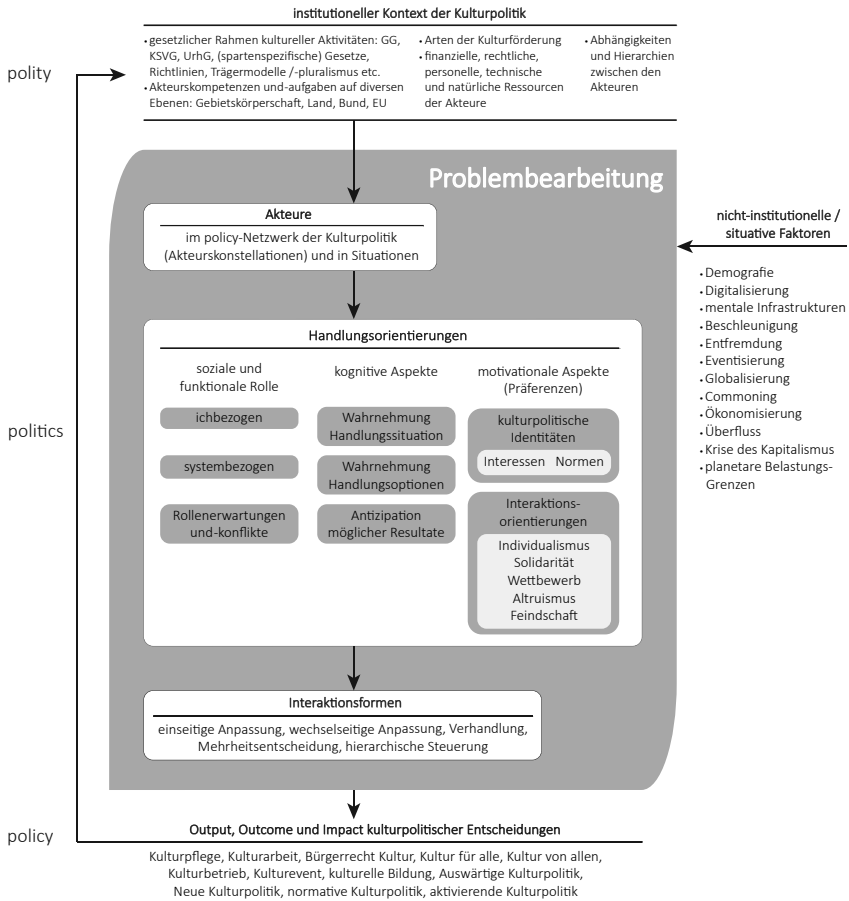 institutioneller Kontext der Kulturpolitik
polity
• gesetzlicher Rahmen kultureller Aktivitäten: GG,
KSVG, UrhG, (spartenspezifische) Gesetze,
Richtlinien, Trägermodelle /-pluralismus etc.
• Akteurskompetenzen und-aufgaben auf diversen
Ebenen: Gebietskörperschaft, Land, Bund, EU
• Arten der Kulturförderung
• finanzielle, rechtliche,
personelle, technische
und natürliche Ressourcen
der Akteure
• Abhängigkeiten
und Hierarchien
zwischen den
Akteuren
Problembearbeitung
Akteure
im policy-Netzwerk der Kulturpolitik
(Akteurskonstellationen) und in Situationen
nicht-institutionelle /
situative Faktoren
• Demografie
• Digitalisierung
• mentale Infrastrukturen
• Beschleunigung
• Entfremdung
• Eventisierung
• Globalisierung
• Commoning
• Ökonomisierung
• Überfluss
• Krise des Kapitalismus
• planetare Belastungs-
Grenzen
politics
Handlungsorientierungen
soziale und
funktionale Rolle
ichbezogen
systembezogen
Rollenerwartungen
und-konflikte
kognitive Aspekte
Wahrnehmung
Handlungssituation
Wahrnehmung
Handlungsoptionen
Antizipation
möglicher Resultate
motivationale Aspekte
(Präferenzen)
kulturpolitische
Identitäten
Interessen Normen
Interaktions-
orientierungen
Individualismus
Solidarität
Wettbewerb
Altruismus
Feindschaft
Interaktionsformen
einseitige Anpassung, wechselseitige Anpassung, Verhandlung,
Mehrheitsentscheidung, hierarchische Steuerung
policy
Output, Outcome und Impact kulturpolitischer Entscheidungen
Kulturpflege, Kulturarbeit, Bürgerrecht Kultur, Kultur für alle, Kultur von allen,
Kulturbetrieb, Kulturevent, kulturelle Bildung, Auswärtige Kulturpolitik,
Neue Kulturpolitik, normative Kulturpolitik, aktivierende Kulturpolitik